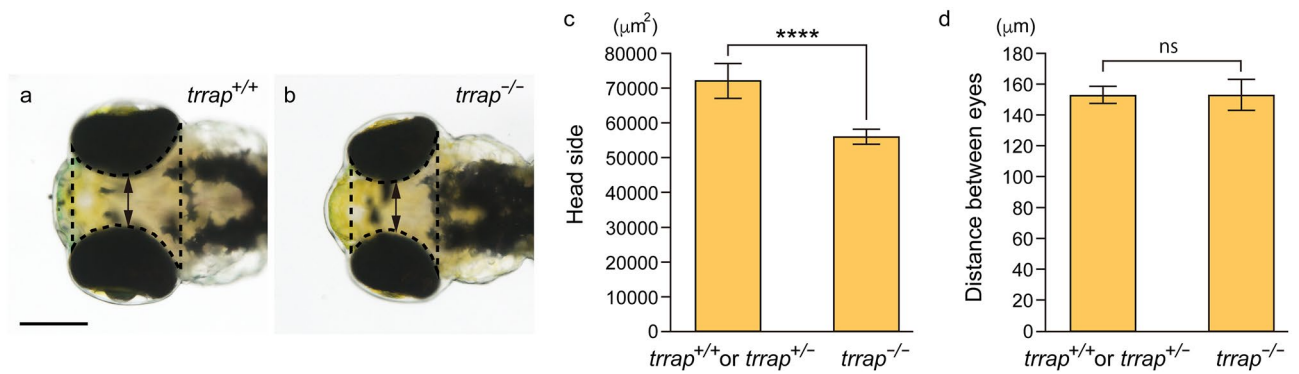 a
trrap+/+
b
trrap−/−
c
(μm²)
****
80000
70000
60000
50000
40000
30000
20000
10000
0
Head side
trrap+/+or trrap+/−
trrap−/−
d
(μm)
ns
180
160
140
120
100
80
60
40
20
0
Distance between eyes
trrap+/+or trrap+/−
trrap−/−